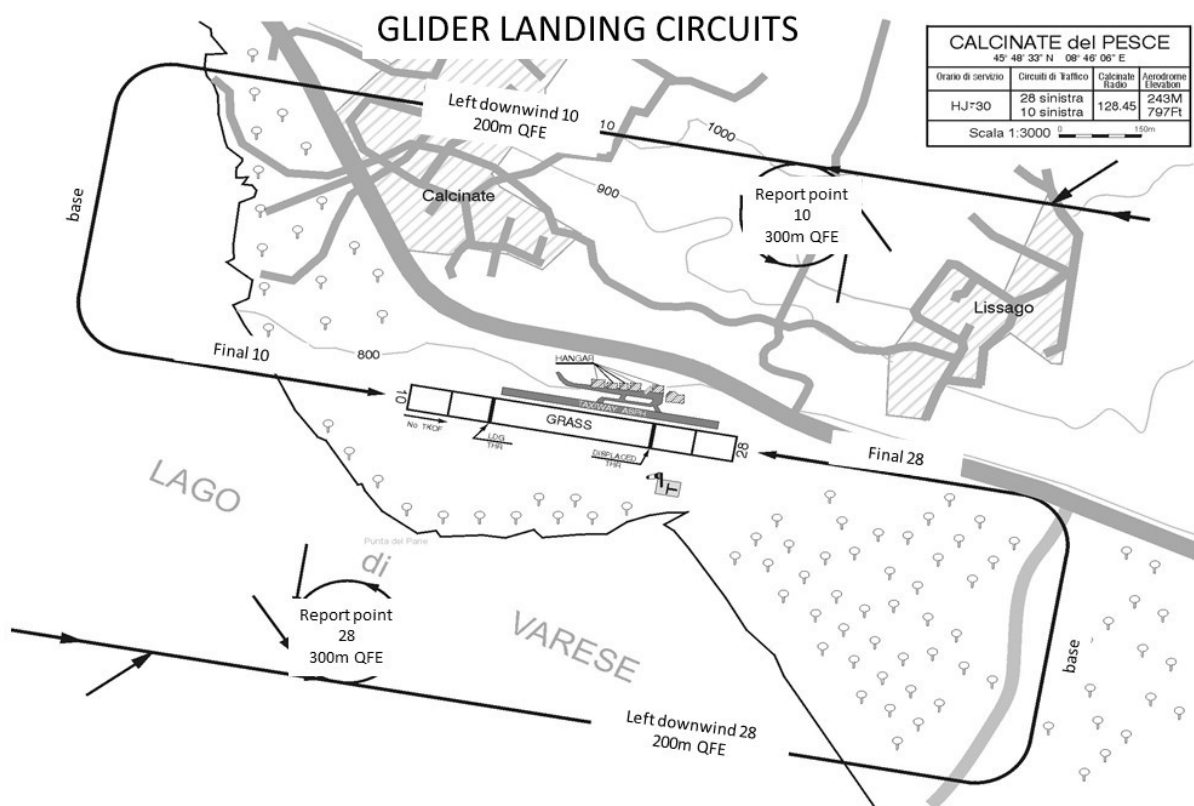 GLIDER LANDING CIRCUITS
CALCINATE del PESCE
45° 48' 33" N 08° 46' 06" E
Orario di servizio
Circuiti di Traffico
Calcinate
Radio
Aerodrome
Elevation
HJ±30
28 sinistra
10 sinistra
128.45
243M
797Ft
Scala 1:3000
0
150m
Left downwind 10
200m QFE
10
1000
900
base
Calcinate
Report point
10
300m QFE
Lissago
Final 10
800
HANGAR
TAXIWAY ASPH
10
GRASS
28
No TKOF
LDG
THR
DISPLACED
THR
T
Final 28
LAGO
di
VARESE
Punta del Pane
Report point
28
300m QFE
base
Left downwind 28
200m QFE